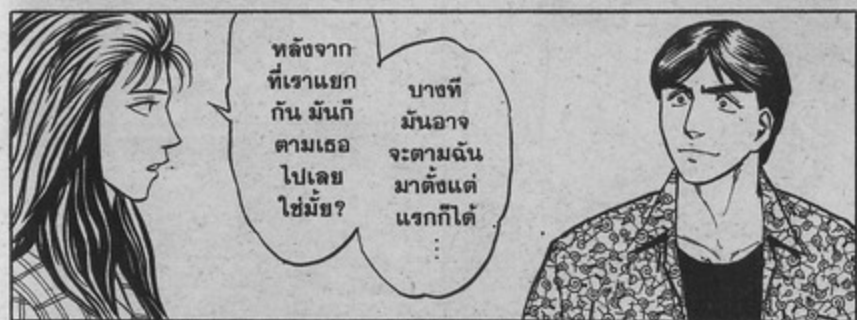 บางที
มันอาจ
จะตามฉัน
มาตั้งแต่
แรกก็ได้
...
หลังจาก
ที่เราแยก
กัน มันก็
ตามเธอ
ไปเลย
ใช่มั้ย?